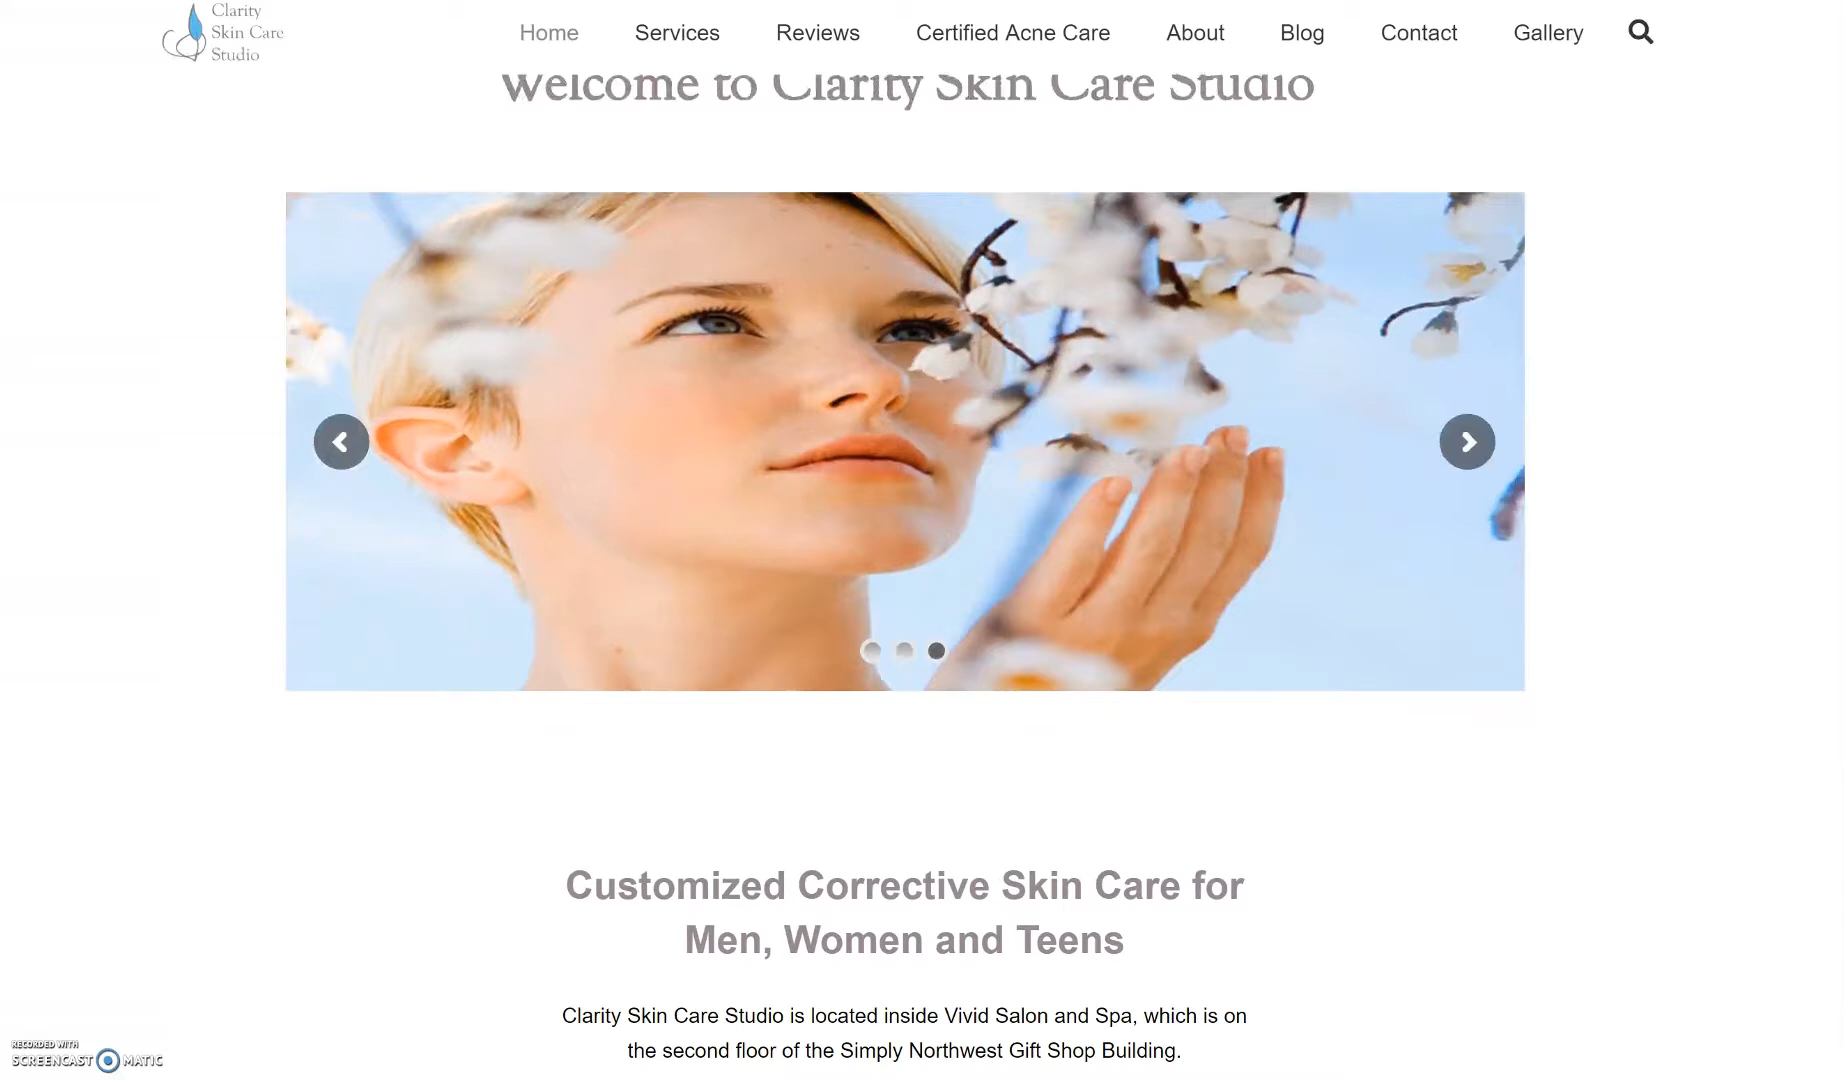 Clarity
Skin Care
Studio
Home Services Reviews Certified Acne Care About Blog Contact Gallery
Welcome to Clarity Skin Care Studio
Customized Corrective Skin Care for
Men, Women and Teens
Clarity Skin Care Studio is located inside Vivid Salon and Spa, which is on
the second floor of the Simply Northwest Gift Shop Building.
RECORDED WITH
SCREENCAST MATIC